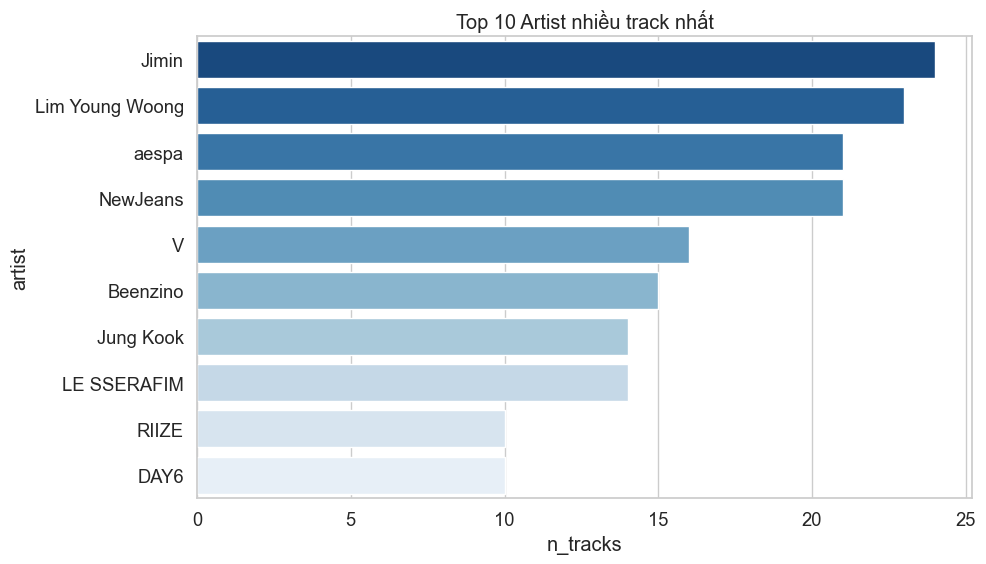 Top 10 Artist nhiều track nhất
Jimin
Lim Young Woong
aespa
NewJeans
V
Beenzino
Jung Kook
LE SSERAFIM
RIIZE
DAY6
artist
0 5 10 15 20 25
n_tracks